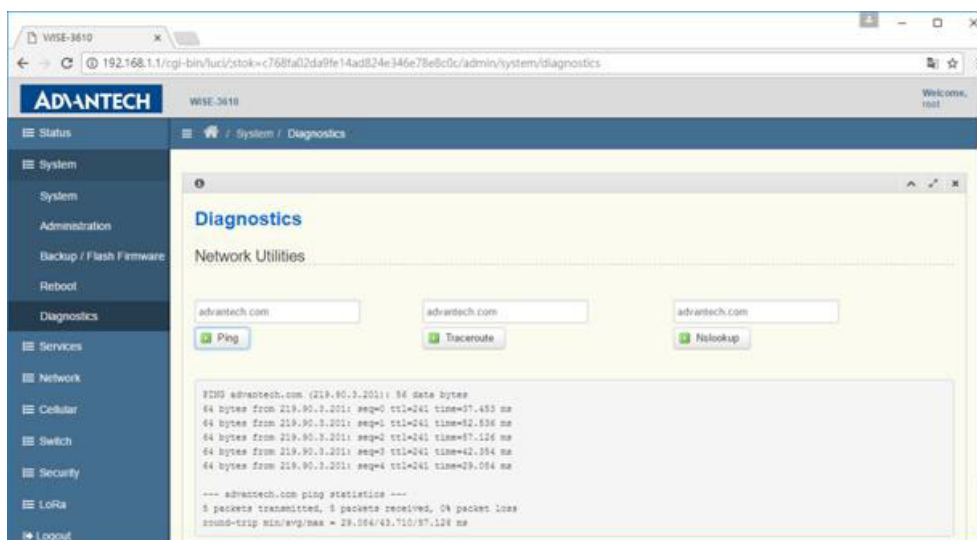 WISE-3610
192.168.1.1/cgi-bin/luci/;stok=c768fa02da9fe14ad824e346e78e8c0c/admin/system/diagnostics
ADVANTECH
WISE-3610
Welcome,
root
Status
/ System / Diagnostics
System
System
Administration
Backup / Flash Firmware
Reboot
Diagnostics
Services
Network
Cellular
Switch
Security
LoRa
Logout
Diagnostics
Network Utilities
advantech.com
advantech.com
advantech.com
Ping
Traceroute
Nslookup
PING advantech.com (219.90.3.201): 56 data bytes
64 bytes from 219.90.3.201: seq=0 ttl=241 time=37.453 ms
64 bytes from 219.90.3.201: seq=1 ttl=241 time=52.536 ms
64 bytes from 219.90.3.201: seq=2 ttl=241 time=57.126 ms
64 bytes from 219.90.3.201: seq=3 ttl=241 time=42.354 ms
64 bytes from 219.90.3.201: seq=4 ttl=241 time=29.084 ms
--- advantech.com ping statistics ---
5 packets transmitted, 5 packets received, 0% packet loss
round-trip min/avg/max = 29.084/43.710/57.126 ms